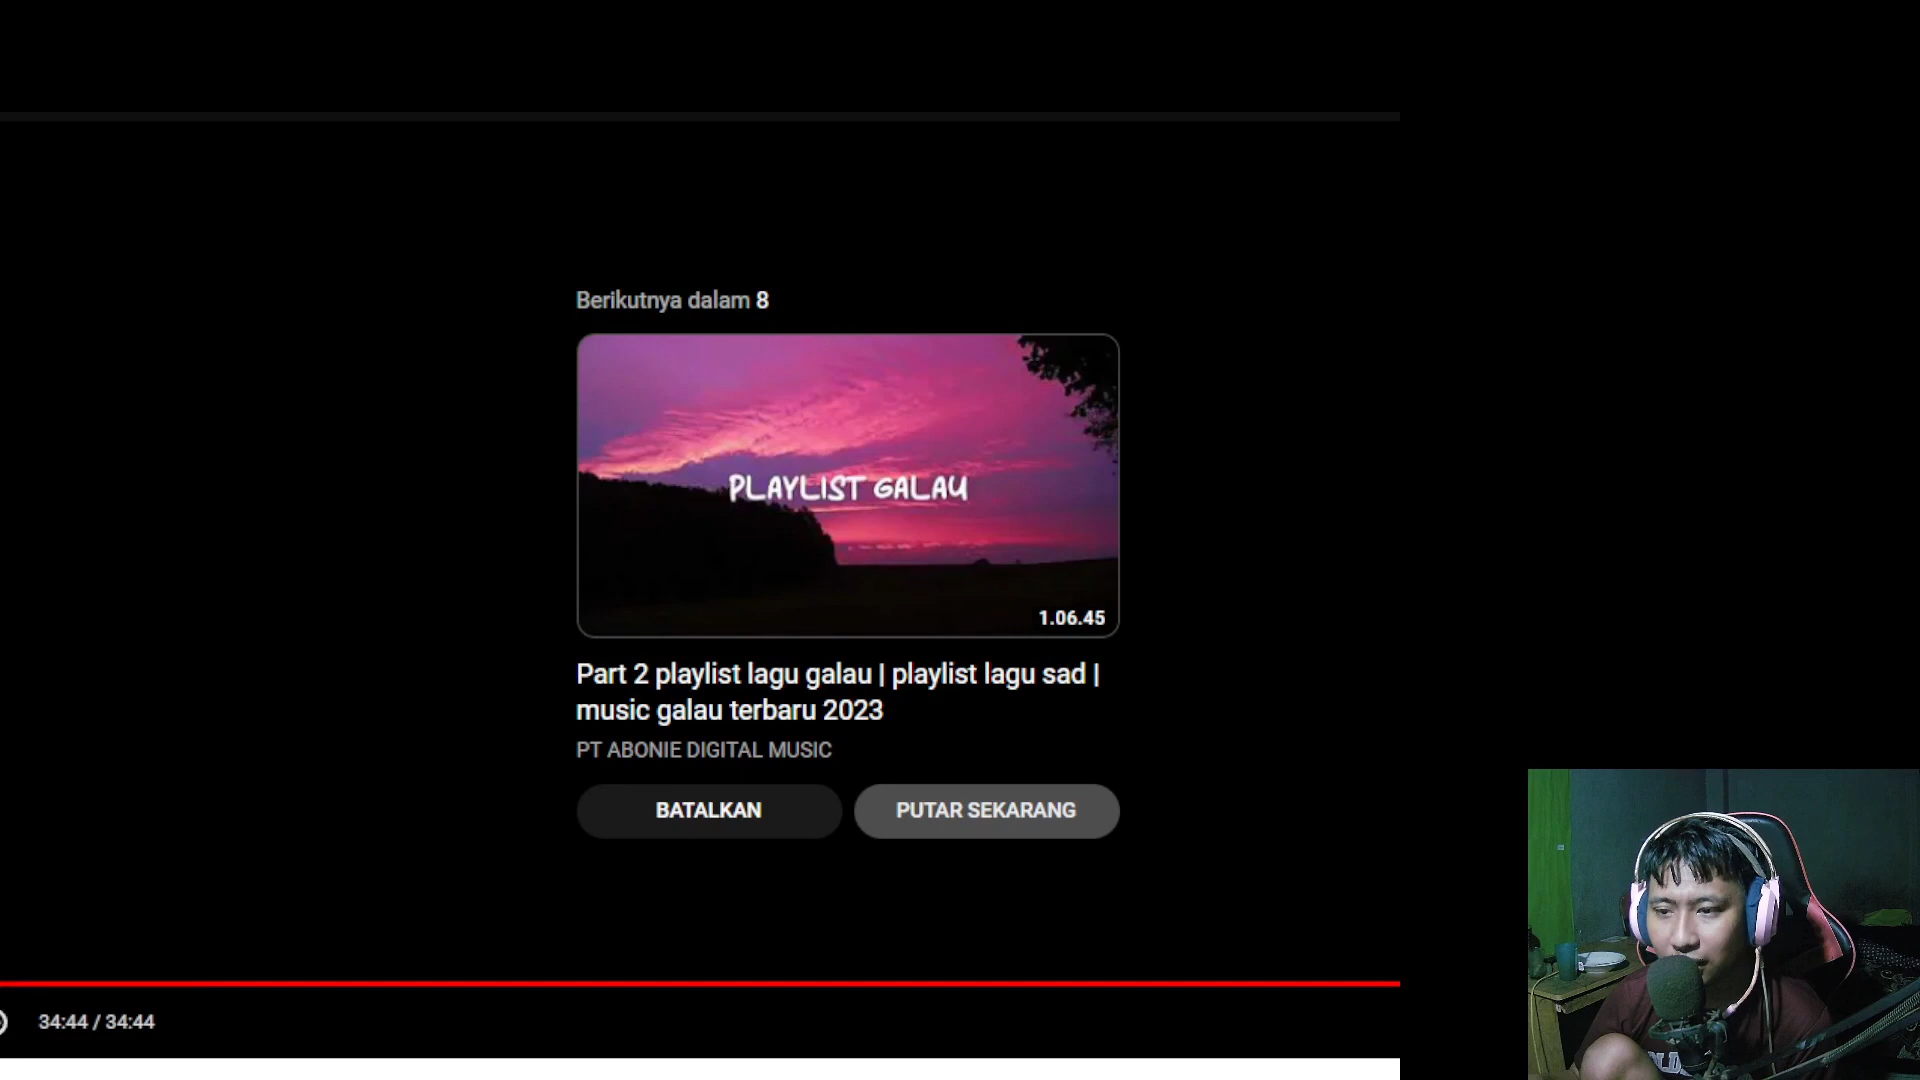 Berikutnya dalam 8
PLAYLIST GALAU
1.06.45
Part 2 playlist lagu galau | playlist lagu sad |
music galau terbaru 2023
PT ABONIE DIGITAL MUSIC
BATALKAN
PUTAR SEKARANG
34:44 / 34:44